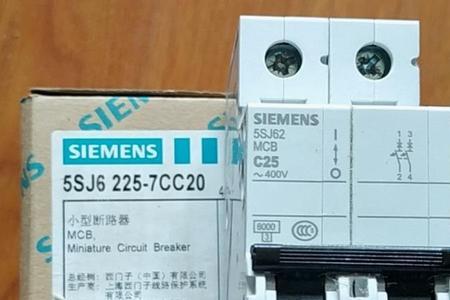 SIEMENS
5SJ6 225-7CC20
小型断路器
MCB,
Miniature Circuit Breaker
总经销: 西门子（中国）有限公司
生产商: 上海西门子线路保护系统
有限公司
SIEMENS
5SJ62
MCB
C25
~400V
6000
3
I
O
1 3
2 4
CCC